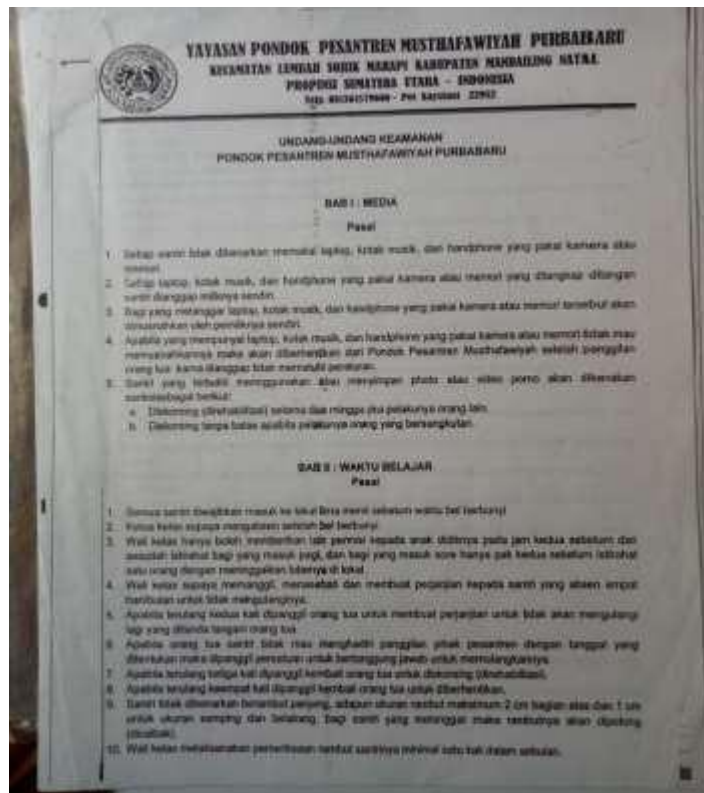 YAYASAN PONDOK PESANTREN MUSTHAFAWIYAH PURBABARU
KECAMATAN LEMBAH SORIK MARAPI KABUPATEN MANDAILING NATAL
PROPINSI SUMATERA UTARA - INDONESIA
UNDANG-UNDANG KEAMANAN
PONDOK PESANTREN MUSTHAFAWIYAH PURBABARU
BAB I : MEDIA
Pasal
1. Setiap santri tidak dibenarkan memakai laptop, kotak musik, dan handphone yang pakai kamera atau
memori.
2. Setiap laptop, kotak musik, dan handphone yang pakai kamera atau memori yang ditangkap ditangan
santri dianggap miliknya sendiri.
3. Bagi yang melanggar laptop, kotak musik, dan handphone yang pakai kamera atau memori tersebut akan
dimusnahkan oleh pemiliknya sendiri.
4. Apabila yang mempunyai laptop, kotak musik, dan handphone yang pakai kamera atau memori tidak mau
memusnahkannya maka akan diberhentikan dari Pondok Pesantren Musthafawiyah setelah panggilan
orang tua karna dianggap tidak mematuhi peraturan.
5. Santri yang terbukti menggunakan atau menyimpan photo atau video porno akan dikenakan
sanksi sebagai berikut:
a. Diskorsing (direhabilitasi) selama dua minggu jika pelakunya orang lain.
b. Diskorsing tanpa batas apabila pelakunya orang yang bersangkutan.
BAB II : WAKTU BELAJAR
Pasal
1. Semua santri diwajibkan masuk ke lokal lima menit sebelum waktu bel berbunyi
2. Ketua kelas supaya mengabsen setelah bel berbunyi.
3. Wali kelas hanya boleh memberikan izin permisi kepada anak didiknya pada jam kedua sebelum dan
sesudah istirahat bagi yang masuk pagi, dan bagi yang masuk sore hanya pak kedua sebelum istirahat
satu orang dengan meninggalkan tasnya di lokal
4. Wali kelas supaya memanggil, menasehati dan membuat perjanjian kepada santri yang absen empat
hari/bulan untuk tidak mengulanginya.
5. Apabila terulang kedua kali dipanggil orang tua untuk membuat perjanjian untuk tidak akan mengulangi
lagi yang ditanda tangani orang tua.
6. Apabila orang tua santri tidak mau menghadiri panggilan pihak pesantren dengan tanggal yang
ditentukan maka dipanggil persatuan untuk bertanggung jawab untuk memulangkannya.
7. Apabila terulang ketiga kali dipanggil kembali orang tua untuk diskorsing (direhabilitasi).
8. Apabila terulang keempat kali dipanggil kembali orang tua untuk diberhentikan.
9. Santri tidak dibenarkan berambut panjang, adapun ukuran rambut maksimum 2 cm bagian atas dan 1 cm
untuk ukuran samping dan belakang, bagi santri yang melanggar maka rambutnya akan dipotong
10. Wali kelas melaksanakan pemeriksaan rambut santrinya minimal satu kali dalam sebulan.